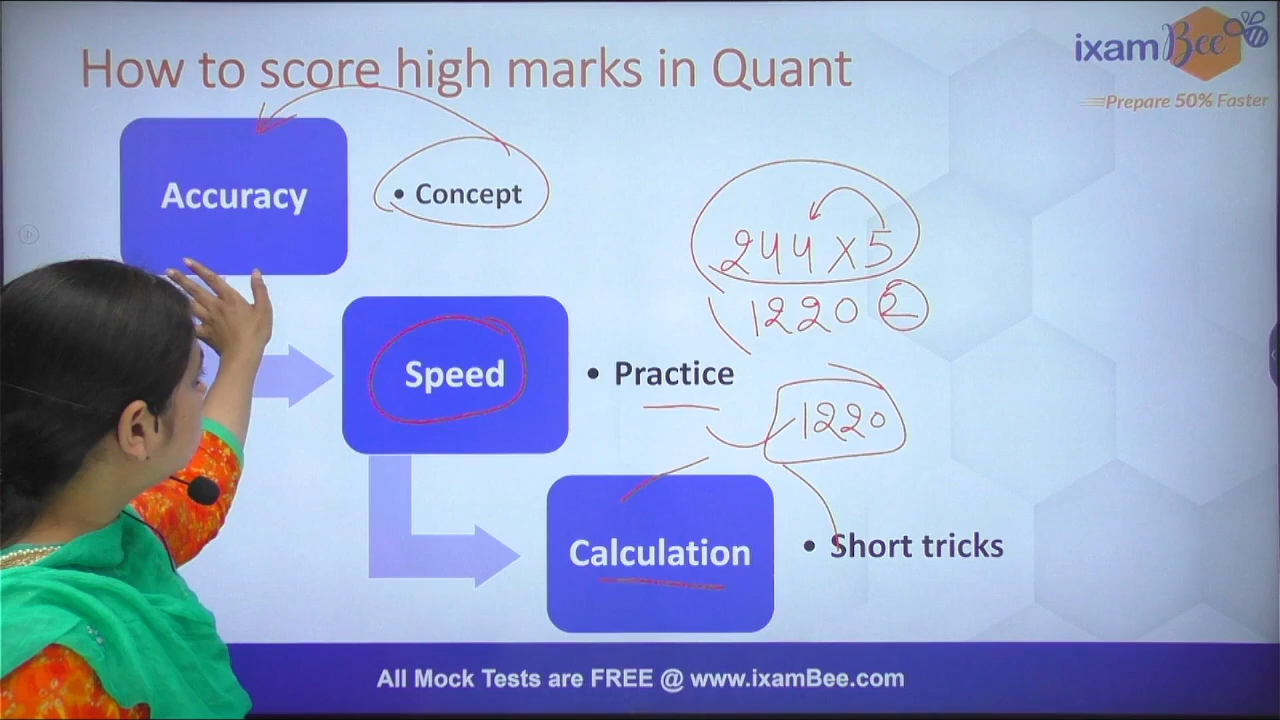 How to score high marks in Quant
ixamBee
Prepare 50% Faster
Accuracy
• Concept
244 x 5
1220 2
Speed
• Practice
1220
Calculation
• Short tricks
All Mock Tests are FREE @ www.ixamBee.com